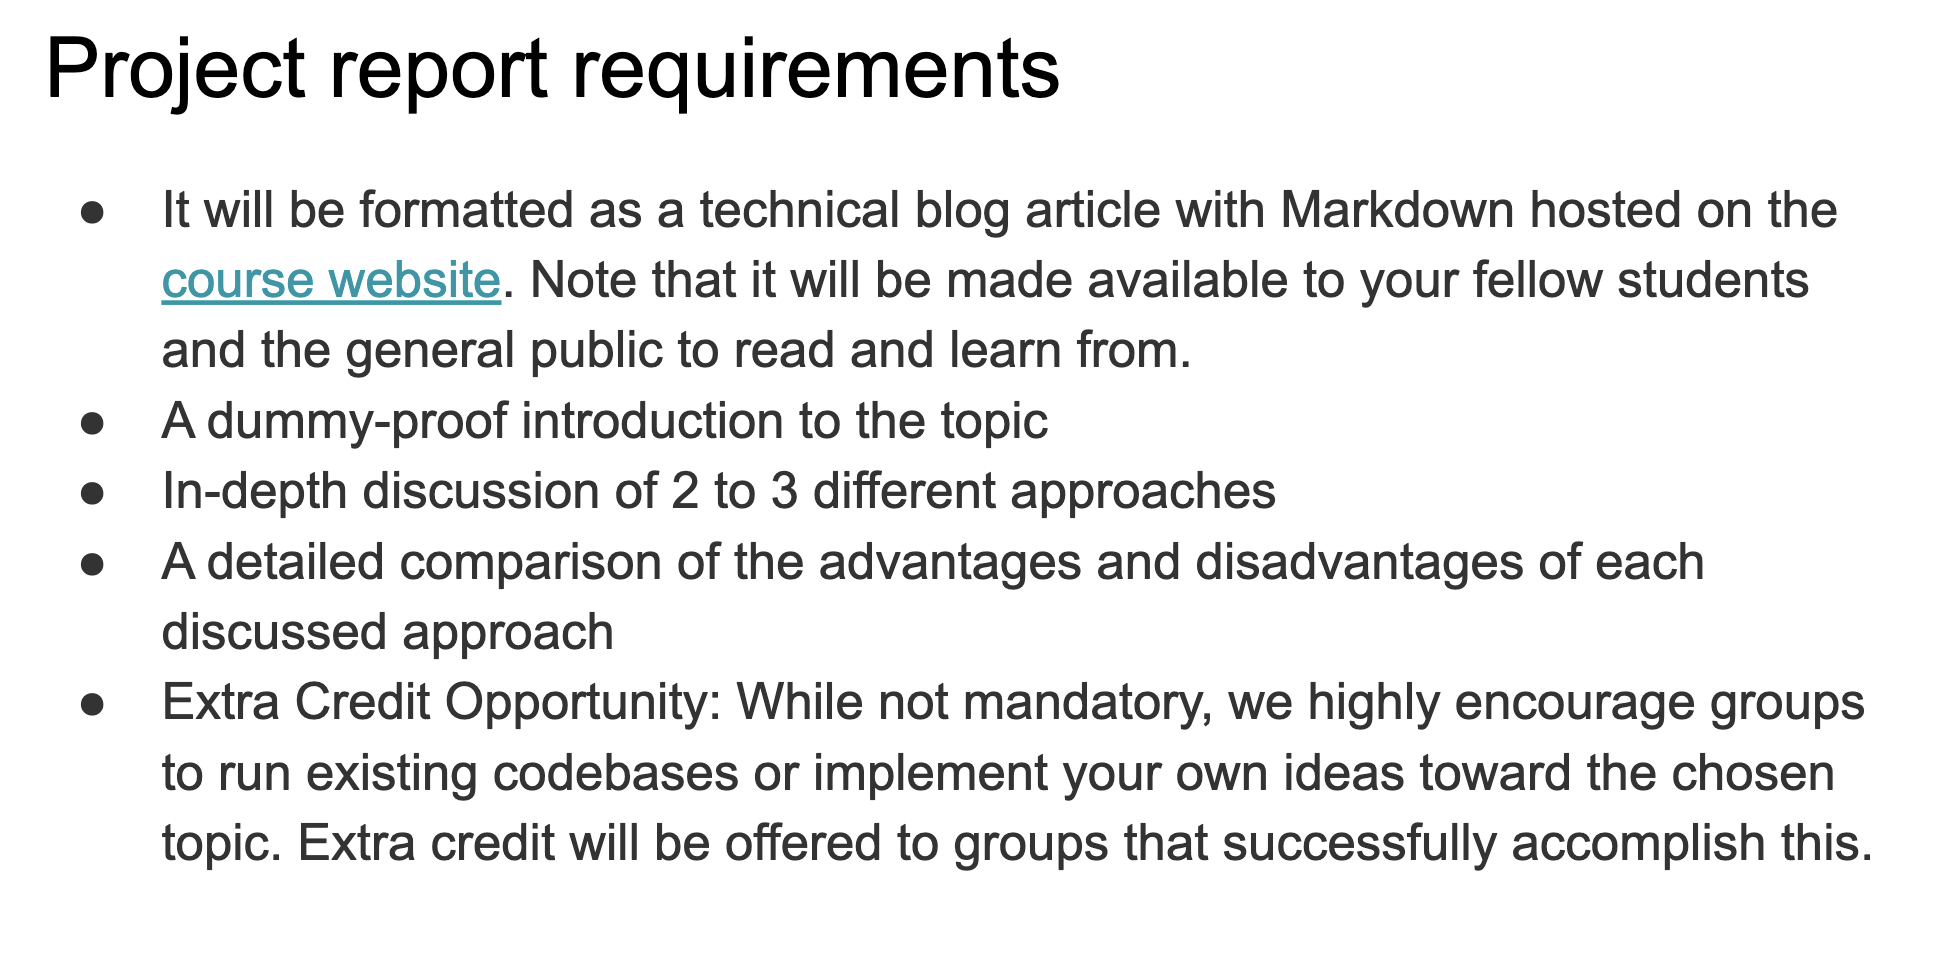 Project report requirements
● It will be formatted as a technical blog article with Markdown hosted on the
course website. Note that it will be made available to your fellow students
and the general public to read and learn from.
● A dummy-proof introduction to the topic
● In-depth discussion of 2 to 3 different approaches
● A detailed comparison of the advantages and disadvantages of each
discussed approach
● Extra Credit Opportunity: While not mandatory, we highly encourage groups
to run existing codebases or implement your own ideas toward the chosen
topic. Extra credit will be offered to groups that successfully accomplish this.